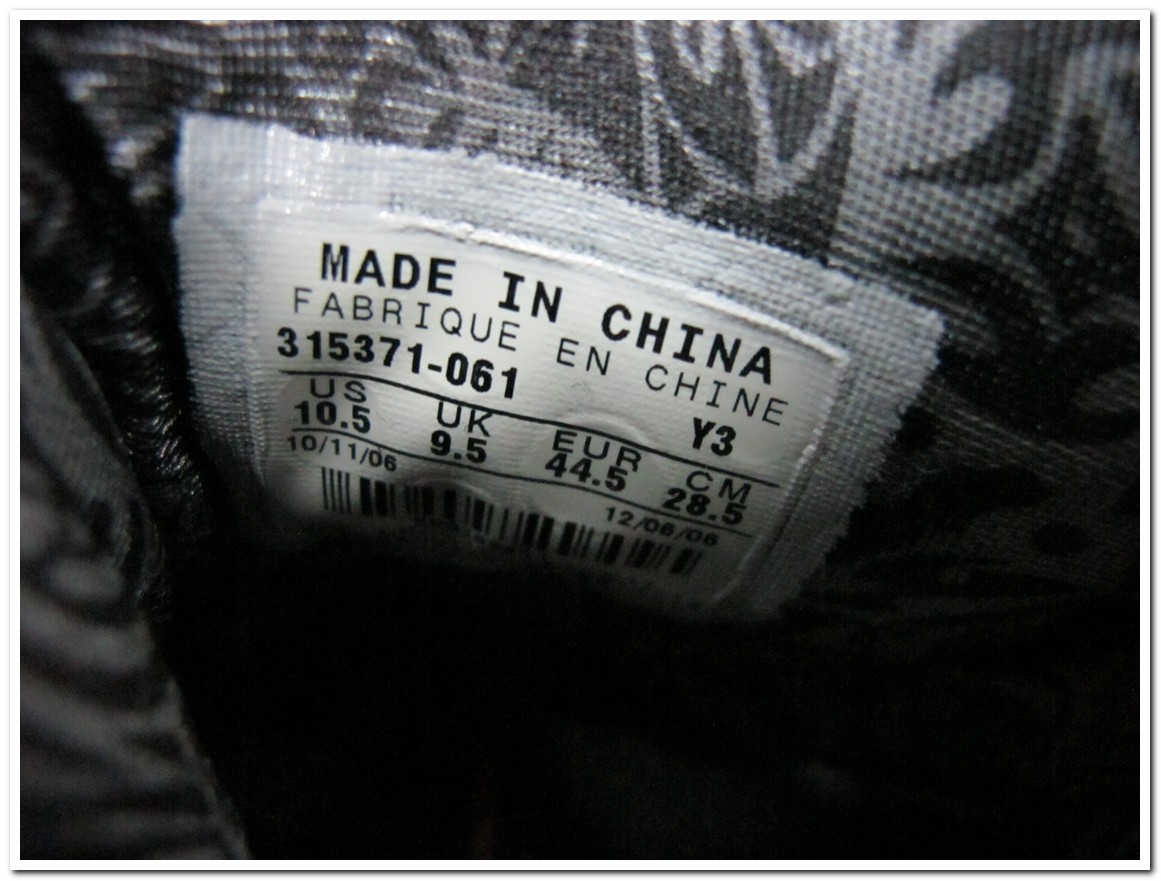 MADE IN CHINA
FABRIQUE EN CHINE
315371-061 Y3
US UK EUR CM
10.5 9.5 44.5 28.5
10/11/06 12/06/06